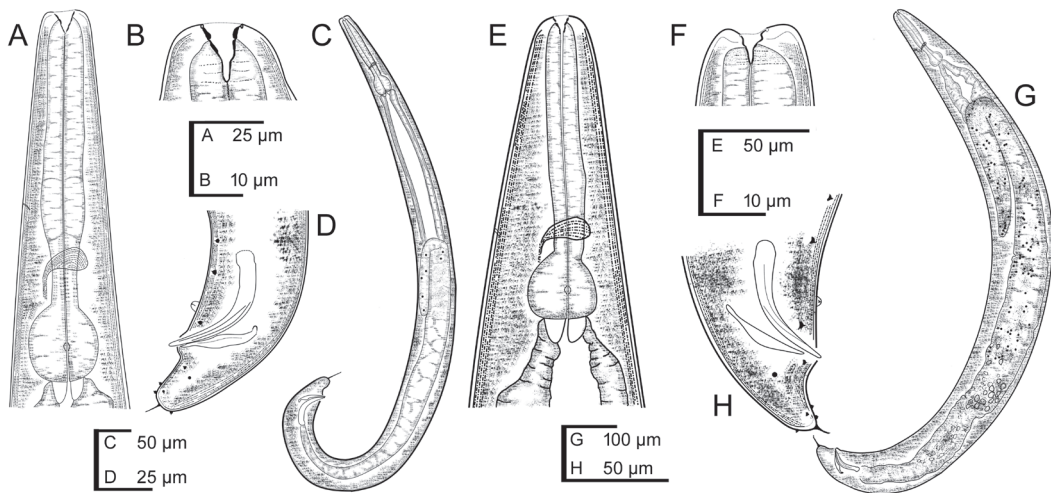 A
B
C
E
F
G
A 25 µm
B 10 µm
E 50 µm
F 10 µm
D
H
C 50 µm
D 25 µm
G 100 µm
H 50 µm